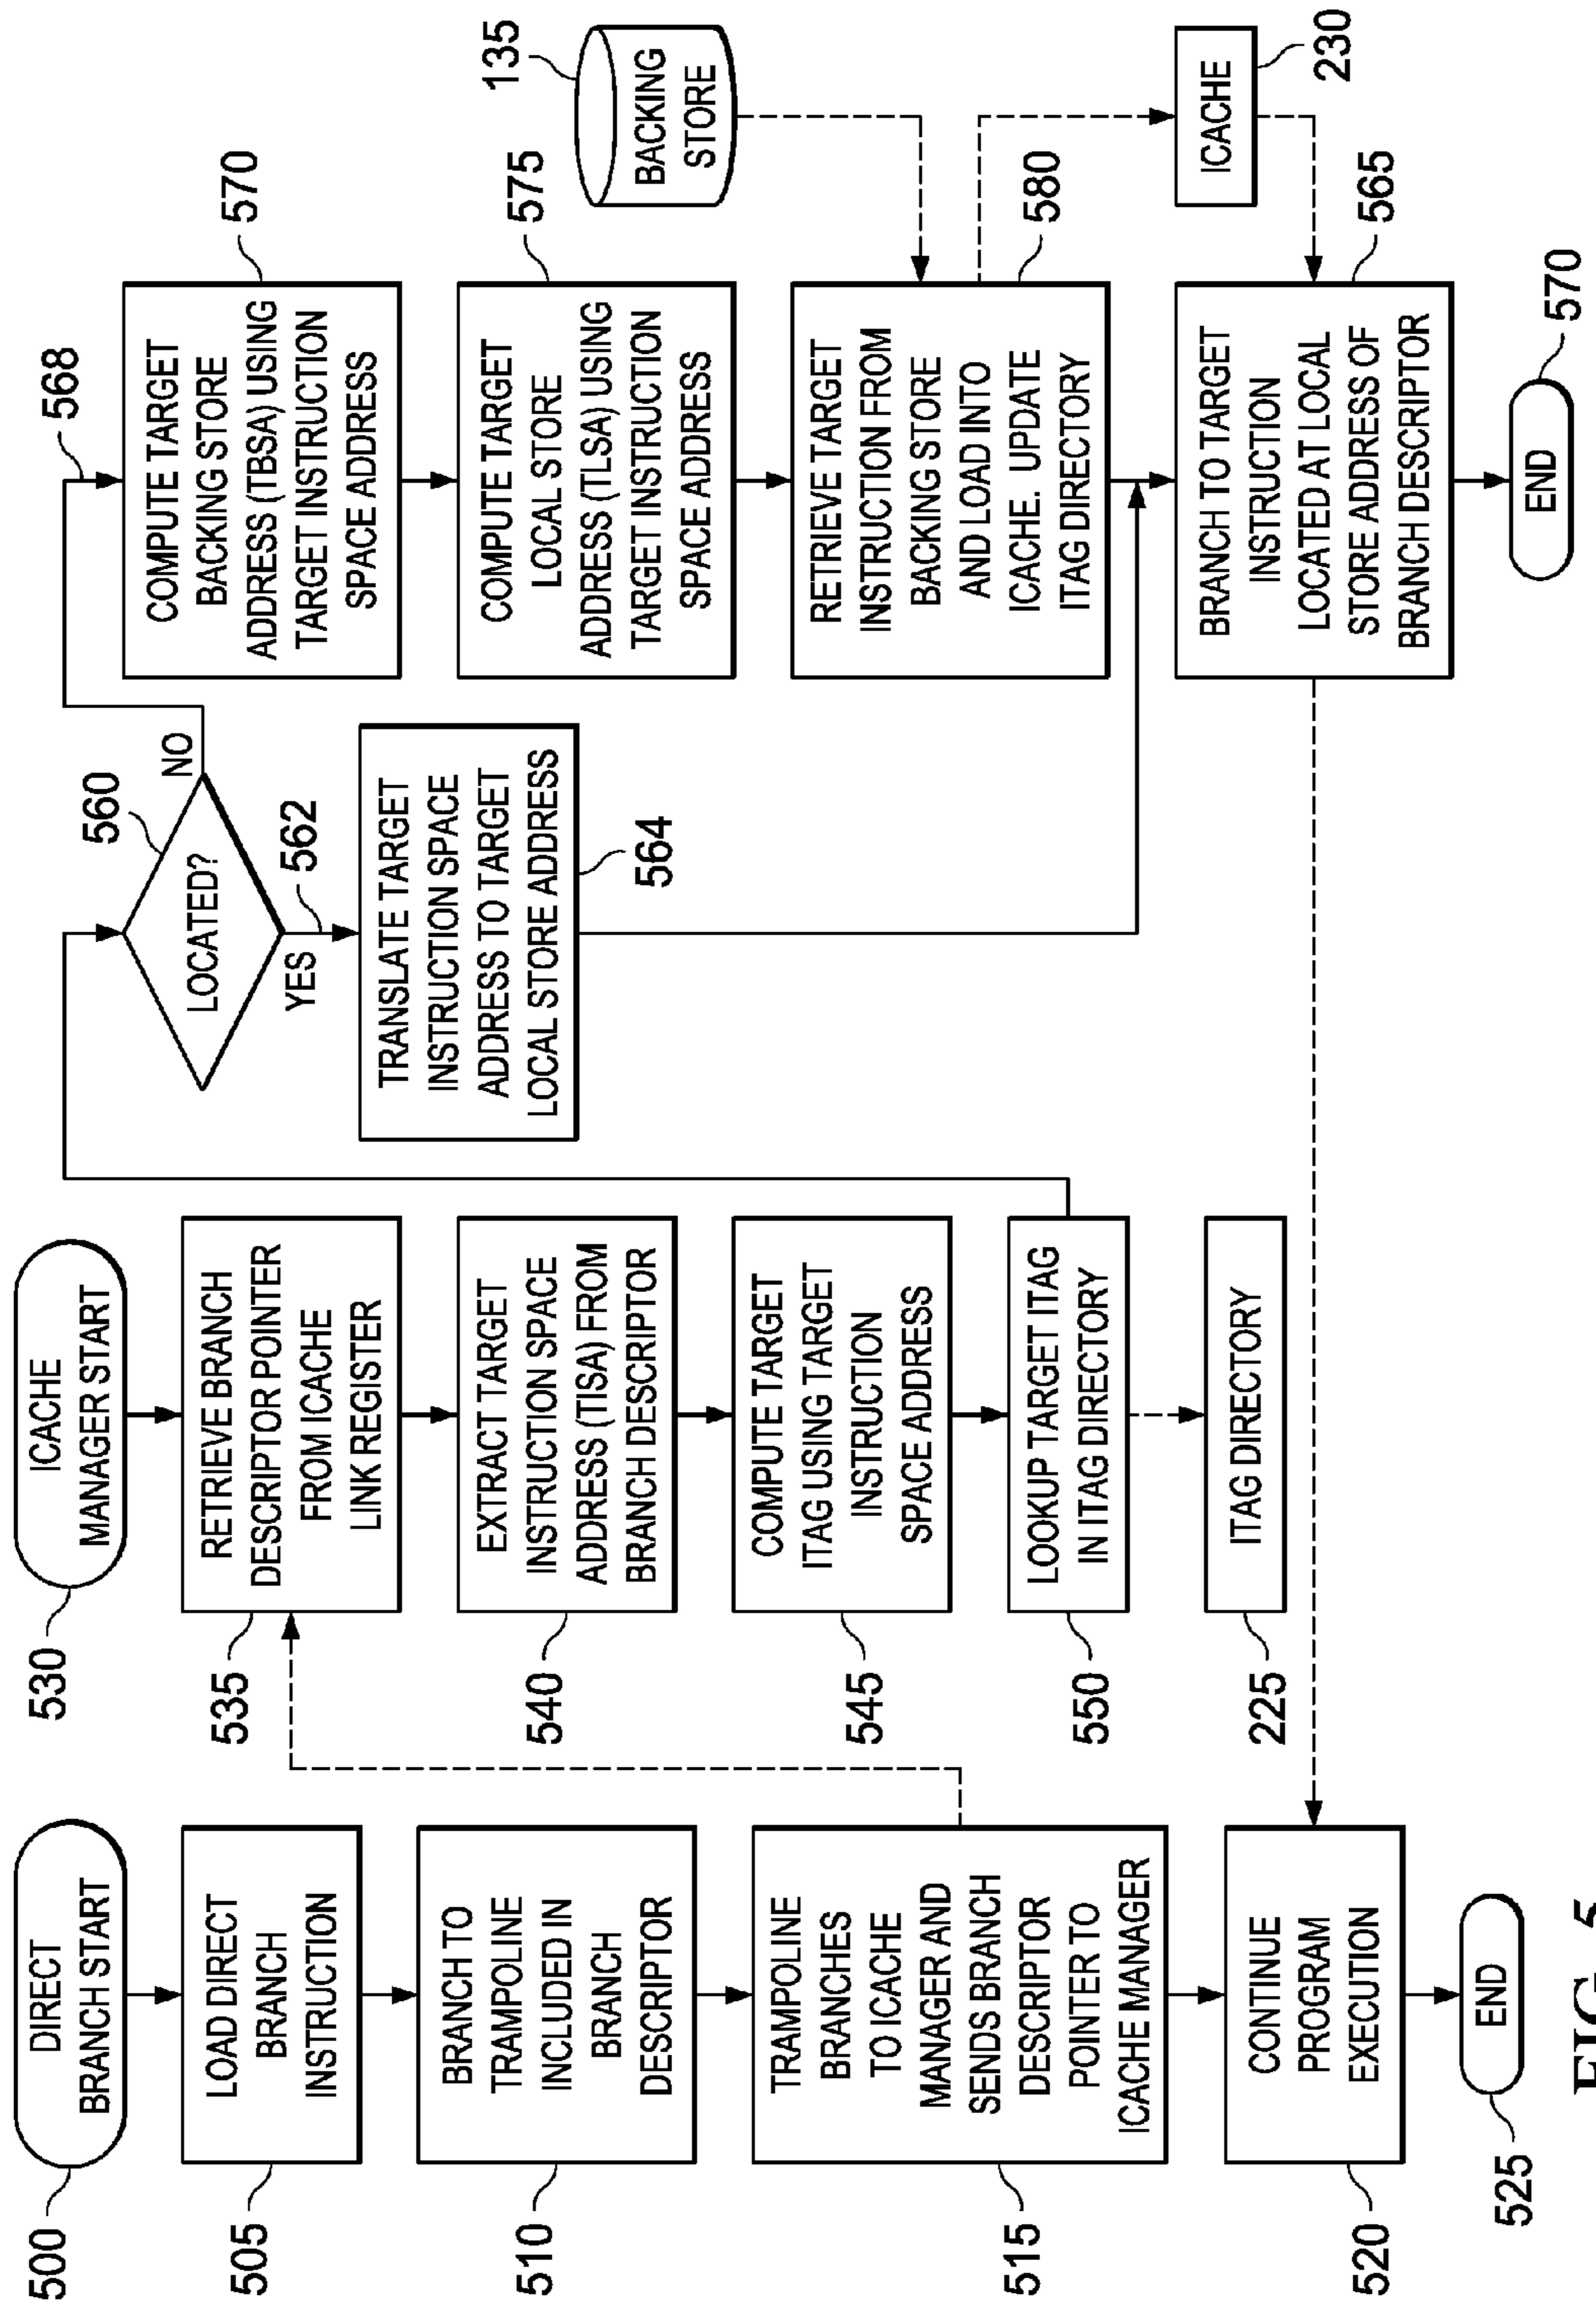 DIRECT
BRANCH START
500
LOAD DIRECT
BRANCH
INSTRUCTION
505
BRANCH TO
TRAMPOLINE
INCLUDED IN
BRANCH
DESCRIPTOR
510
TRAMPOLINE
BRANCHES
TO ICACHE
MANAGER AND
SENDS BRANCH
DESCRIPTOR
POINTER TO
ICACHE MANAGER
515
CONTINUE
PROGRAM
EXECUTION
520
END
525
ICACHE
MANAGER START
530
RETRIEVE BRANCH
DESCRIPTOR POINTER
FROM ICACHE
LINK REGISTER
535
EXTRACT TARGET
INSTRUCTION SPACE
ADDRESS (TISA) FROM
BRANCH DESCRIPTOR
540
COMPUTE TARGET
ITAG USING TARGET
INSTRUCTION
SPACE ADDRESS
545
LOOKUP TARGET ITAG
IN ITAG DIRECTORY
550
ITAG DIRECTORY
225
LOCATED?
560
NO
YES
562
TRANSLATE TARGET
INSTRUCTION SPACE
ADDRESS TO TARGET
LOCAL STORE ADDRESS
564
568
COMPUTE TARGET
BACKING STORE
ADDRESS (TBSA) USING
TARGET INSTRUCTION
SPACE ADDRESS
570
COMPUTE TARGET
LOCAL STORE
ADDRESS (TLSA) USING
TARGET INSTRUCTION
SPACE ADDRESS
575
BACKING
STORE
135
RETRIEVE TARGET
INSTRUCTION FROM
BACKING STORE
AND LOAD INTO
ICACHE. UPDATE
ITAG DIRECTORY
580
ICACHE
230
BRANCH TO TARGET
INSTRUCTION
LOCATED AT LOCAL
STORE ADDRESS OF
BRANCH DESCRIPTOR
565
END
570
FIG. 5